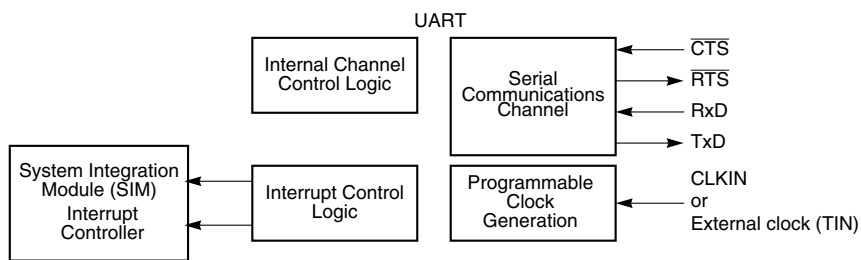 UART
Internal Channel
Control Logic
Serial
Communications
Channel
CTS
RTS
RxD
TxD
System Integration
Module (SIM)
Interrupt
Controller
Interrupt Control
Logic
Programmable
Clock
Generation
CLKIN
or
External clock (TIN)